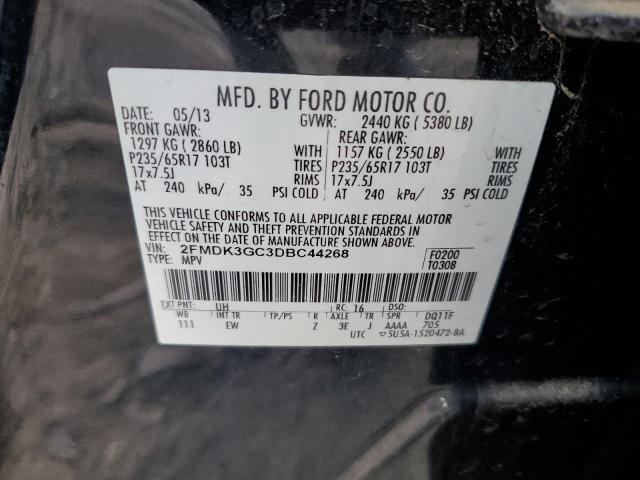 MFD. BY FORD MOTOR CO.
DATE: 05/13 GVWR: 2440 KG ( 5380 LB)
FRONT GAWR: REAR GAWR:
1297 KG ( 2860 LB) WITH 1157 KG ( 2550 LB) WITH
P235/65R17 103T TIRES P235/65R17 103T TIRES
17x7.5J RIMS 17x7.5J RIMS
AT 240 kPa/ 35 PSI COLD AT 240 kPa/ 35 PSI COLD
THIS VEHICLE CONFORMS TO ALL APPLICABLE FEDERAL MOTOR
VEHICLE SAFETY AND THEFT PREVENTION STANDARDS IN EFFECT
ON THE DATE OF MANUFACTURE SHOWN ABOVE.
VIN: 2FMDK3GC3DBC44268 F0200
TYPE: MPV T0308
EXT PNT: UH RC: 16 DSO:
WB INT TR TP/PS R AXLE TR SPR DQ11F
111 EW Z 3E J AAAA 705
UTC ▽5U5A-1520472-BA